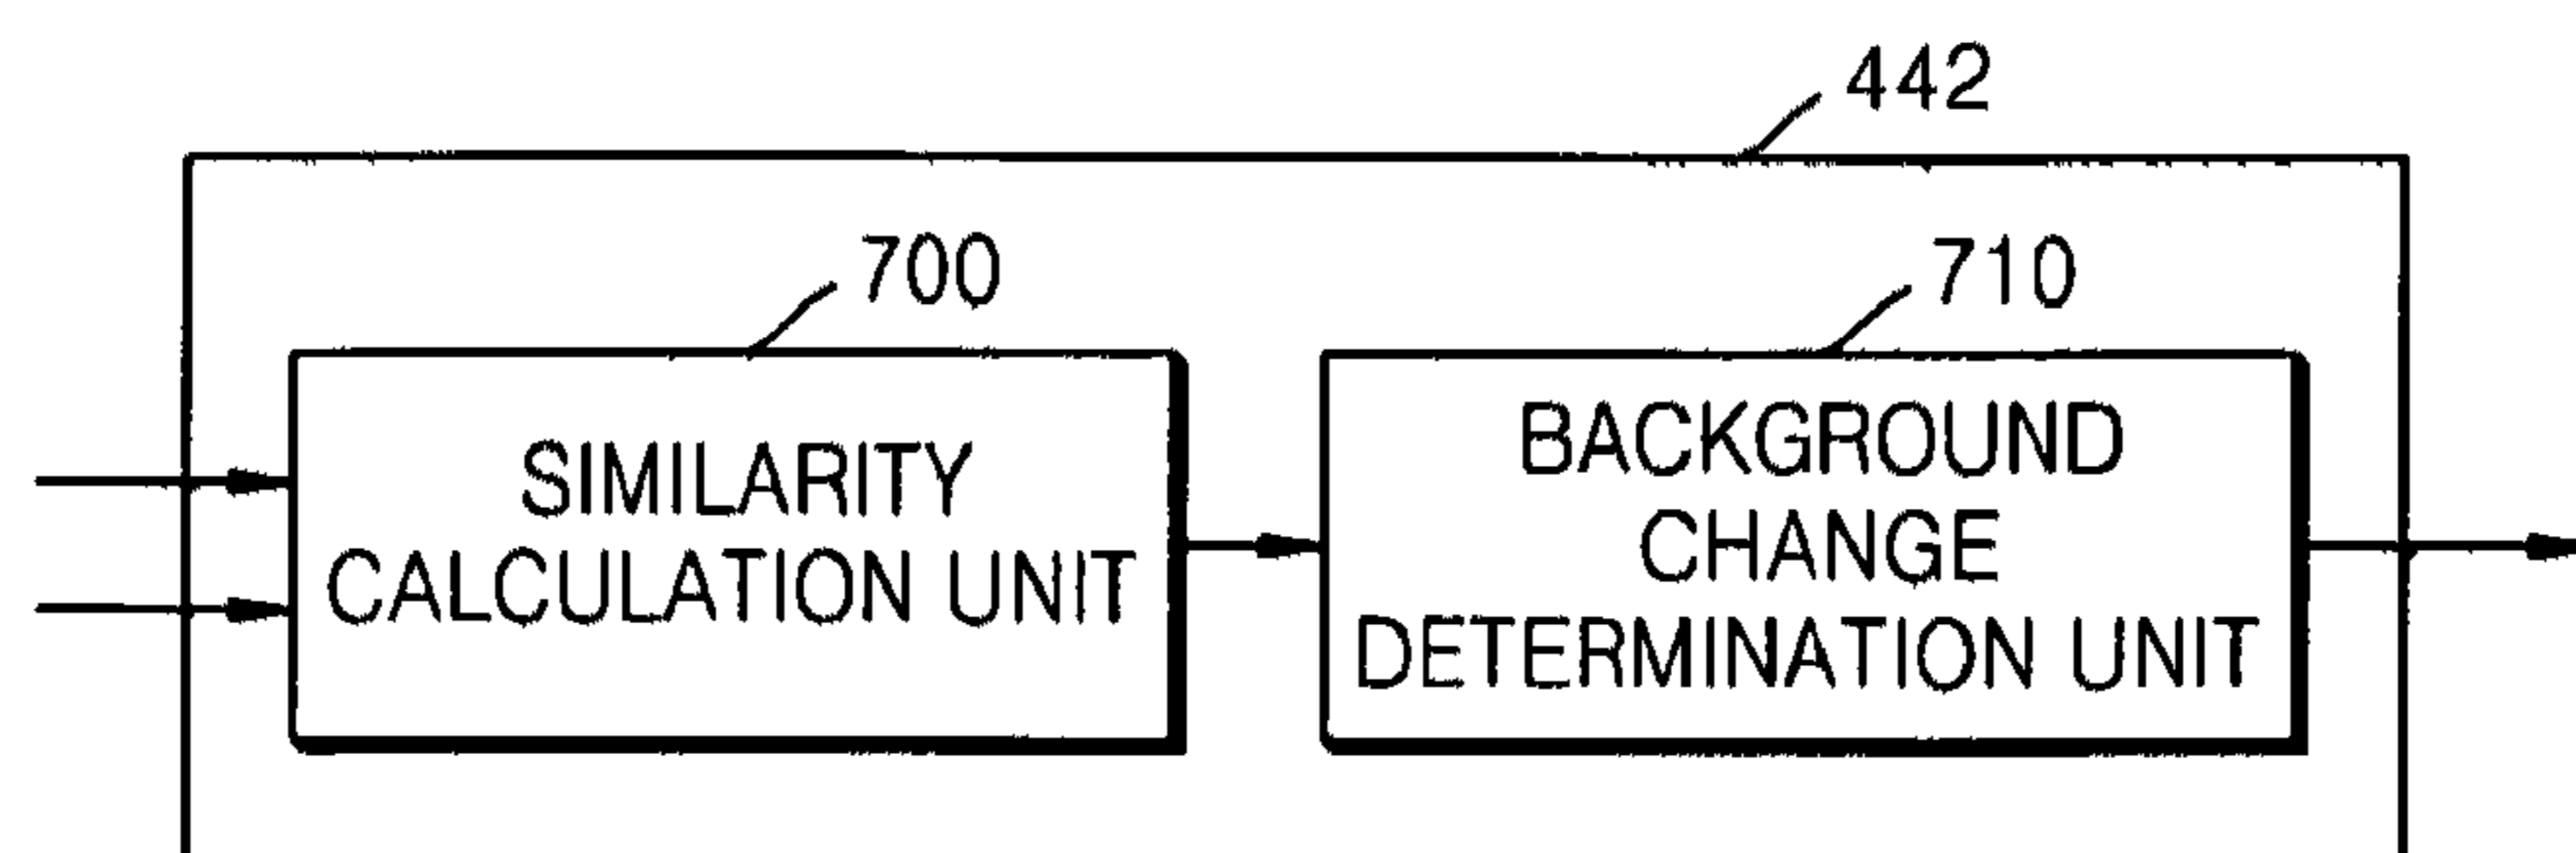 442
700
710
SIMILARITY
CALCULATION UNIT
BACKGROUND
CHANGE
DETERMINATION UNIT